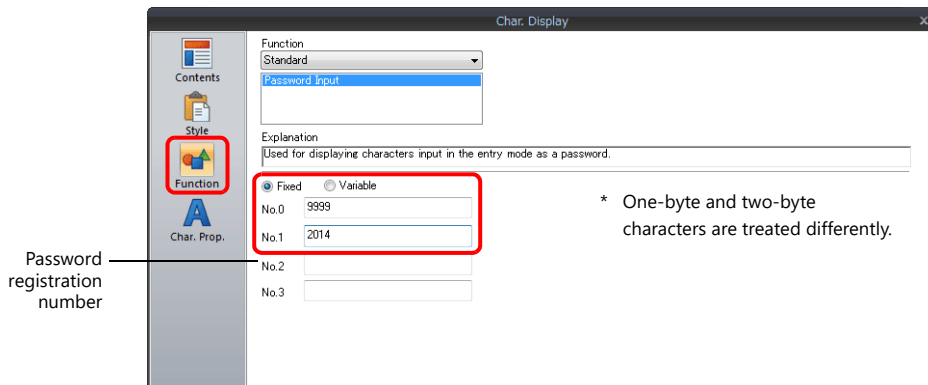 Char. Display
x
Contents
Style
Function
Char. Prop.
Function
Standard
Password Input
Explanation
Used for displaying characters input in the entry mode as a password.
Fixed Variable
No.0 9999
No.1 2014
No.2
No.3
* One-byte and two-byte
characters are treated differently.
Password
registration
number